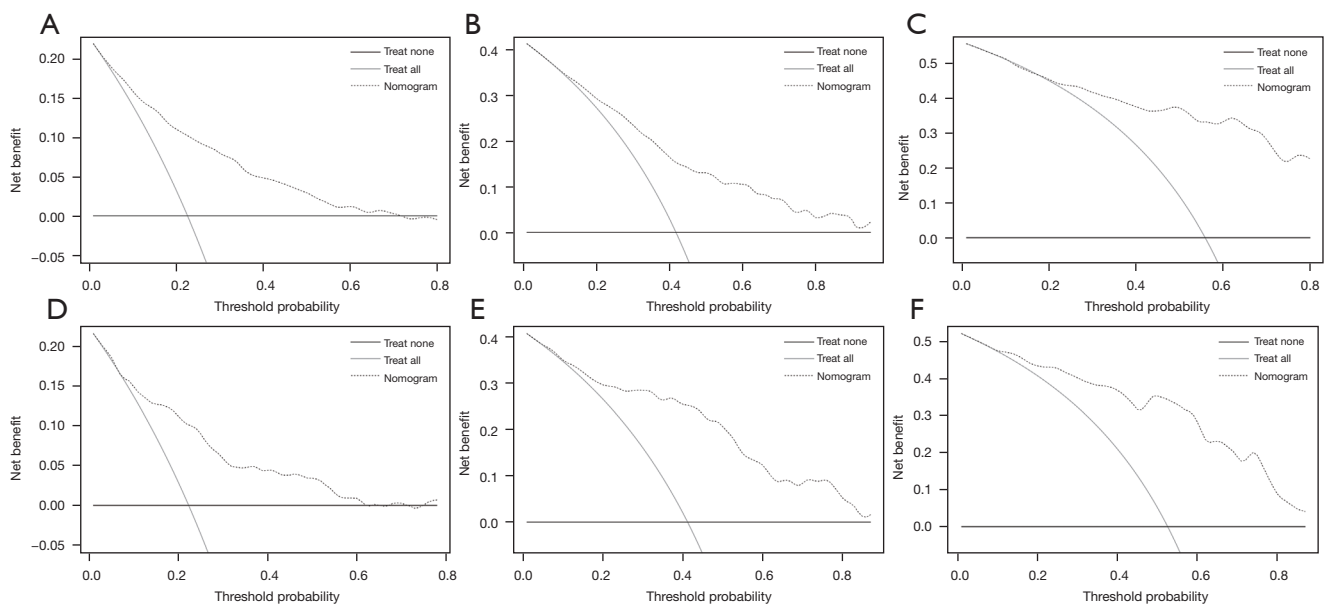 A
Treat none
Treat all
Nomogram
Net benefit
0.20
0.15
0.10
0.05
0.00
−0.05
0.0 0.2 0.4 0.6 0.8
Threshold probability
B
Treat none
Treat all
Nomogram
Net benefit
0.4
0.3
0.2
0.1
0.0
0.0 0.2 0.4 0.6 0.8
Threshold probability
C
Treat none
Treat all
Nomogram
Net benefit
0.5
0.4
0.3
0.2
0.1
0.0
0.0 0.2 0.4 0.6 0.8
Threshold probability
D
Treat none
Treat all
Nomogram
Net benefit
0.20
0.15
0.10
0.05
0.00
−0.05
0.0 0.2 0.4 0.6 0.8
Threshold probability
E
Treat none
Treat all
Nomogram
Net benefit
0.4
0.3
0.2
0.1
0.0
0.0 0.2 0.4 0.6 0.8
Threshold probability
F
Treat none
Treat all
Nomogram
Net benefit
0.5
0.4
0.3
0.2
0.1
0.0
0.0 0.2 0.4 0.6 0.8
Threshold probability